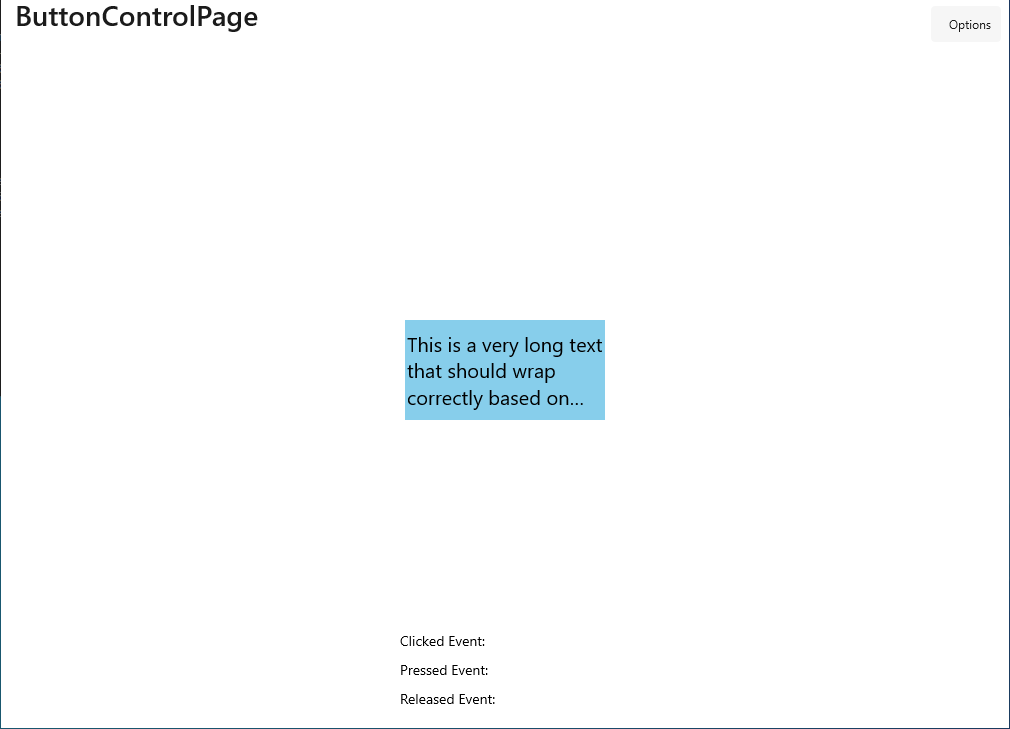 ButtonControlPage
Options
This is a very long text
that should wrap
correctly based on...
Clicked Event:
Pressed Event:
Released Event: